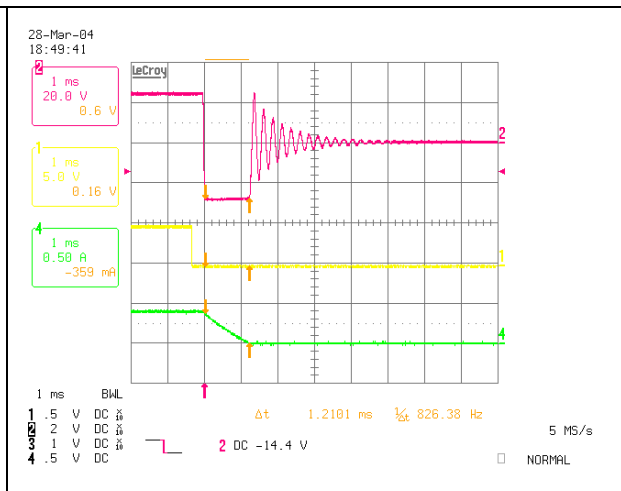 28-Mar-04
18:49:41
LeCroy
2
1 ms
20.0 V
0.6 V
1
1 ms
5.0 V
0.16 V
4
1 ms
0.50 A
-359 mA
2
1
4
1 ms BWL
1 .5 V DC
2 2 V DC
3 1 V DC
4 .5 V DC
Δt 1.2101 ms 1/Δt 826.38 Hz
2 DC -14.4 V
5 MS/s
NORMAL